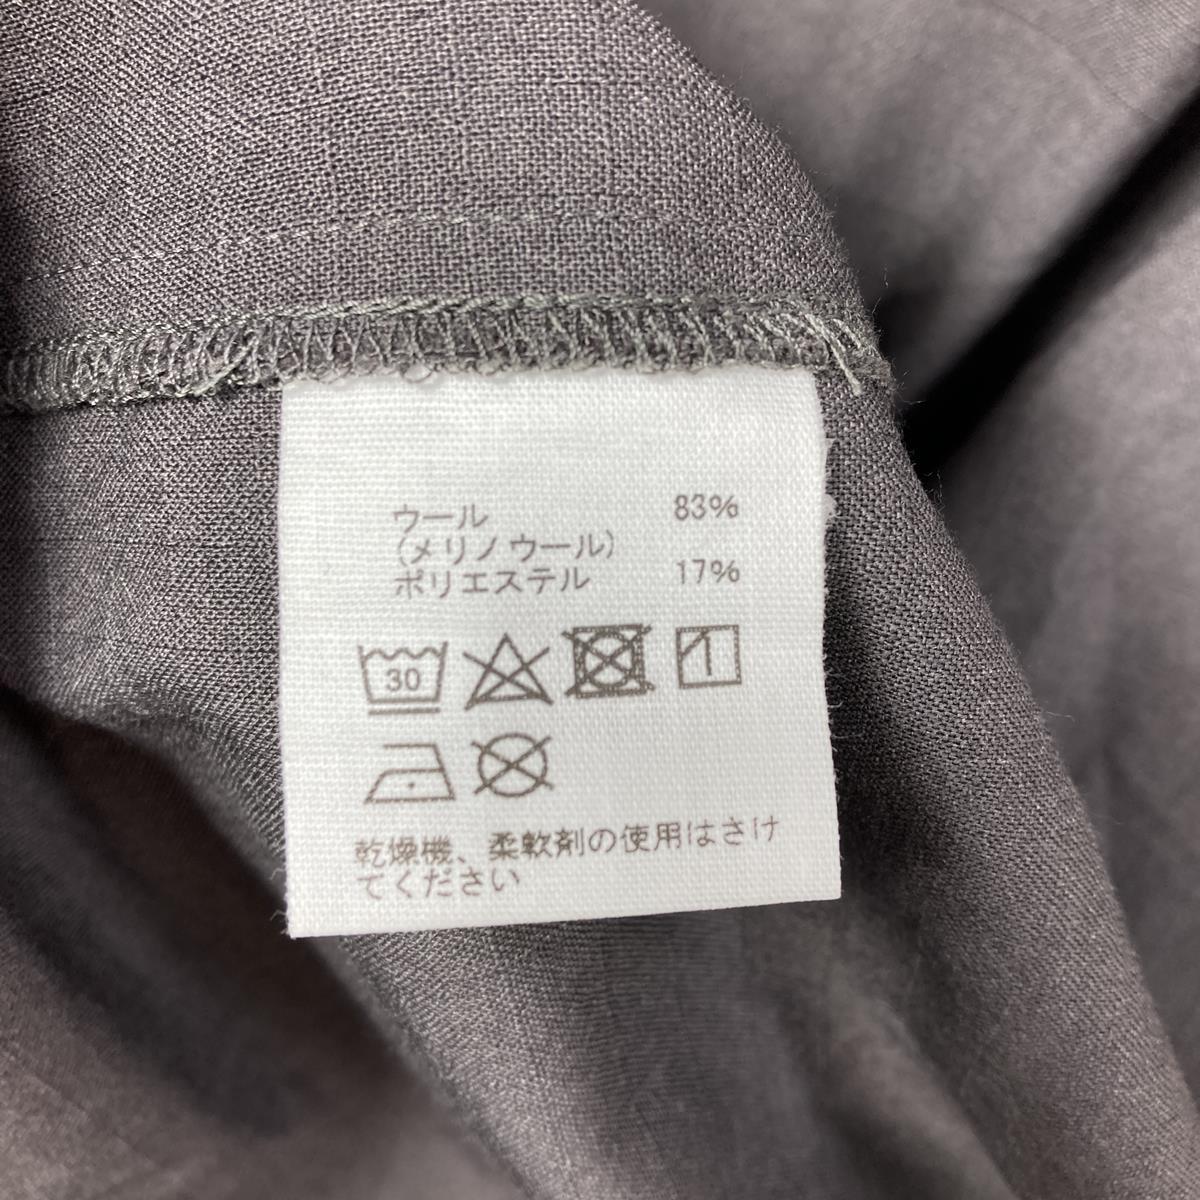 ウール 83%
(メリノウール)
ポリエステル 17%
30
乾燥機、柔軟剤の使用はさけ
てください